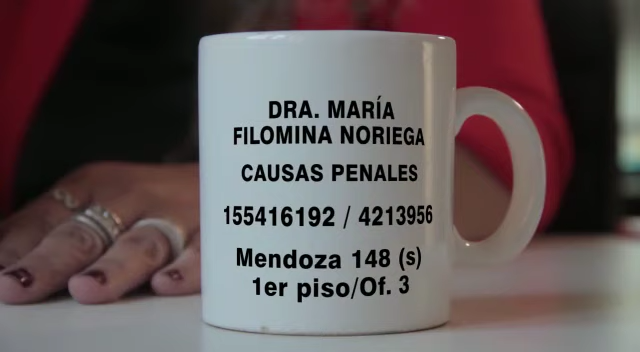 DRA. MARÍA
FILOMINA NORIEGA
CAUSAS PENALES
155416192 / 4213956
Mendoza 148 (s)
1er piso/Of. 3